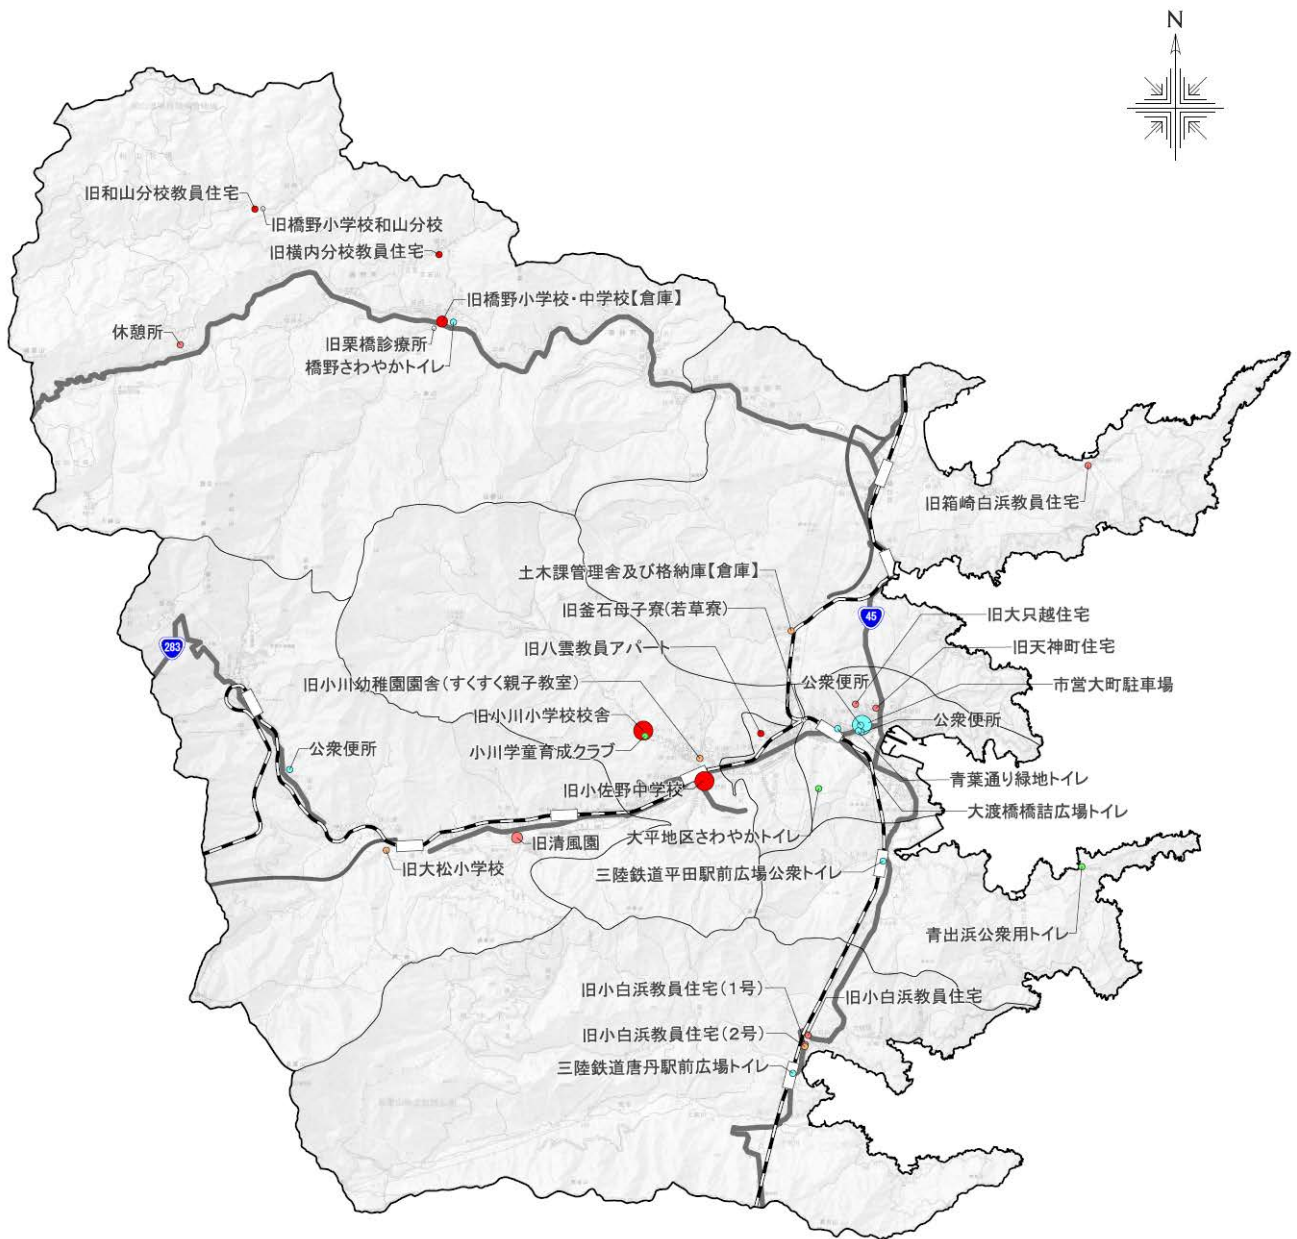 N
旧和山分校教員住宅
旧橋野小学校和山分校
旧横内分校教員住宅
旧橋野小学校・中学校【倉庫】
休憩所
旧栗橋診療所
橋野さわやかトイレ
旧箱崎白浜教員住宅
土木課管理舎及び格納庫【倉庫】
旧釜石母子寮(若草寮)
45
旧大只越住宅
283
旧八雲教員アパート
旧天神町住宅
旧小川幼稚園園舎(すくすく親子教室)
公衆便所
市営大町駐車場
旧小川小学校校舎
公衆便所
公衆便所
小川学童育成クラブ
青葉通り緑地トイレ
旧小佐野中学校
大渡橋橋詰広場トイレ
旧清風園
大平地区さわやかトイレ
旧大松小学校
三陸鉄道平田駅前広場公衆トイレ
青出浜公衆用トイレ
旧小白浜教員住宅(1号)
旧小白浜教員住宅
旧小白浜教員住宅(2号)
三陸鉄道唐丹駅前広場トイレ